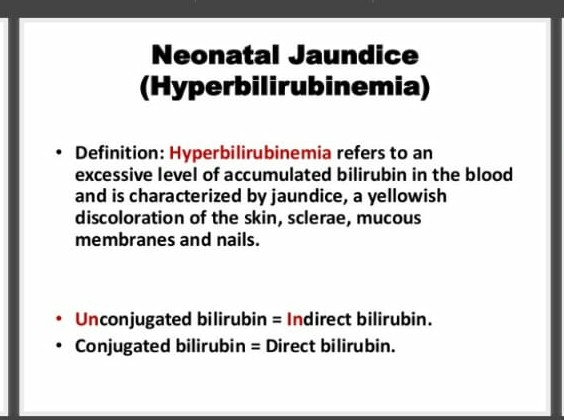 Neonatal Jaundice
(Hyperbilirubinemia)
• Definition: Hyperbilirubinemia refers to an
excessive level of accumulated bilirubin in the blood
and is characterized by jaundice, a yellowish
discoloration of the skin, sclerae, mucous
membranes and nails.
• Unconjugated bilirubin = Indirect bilirubin.
• Conjugated bilirubin = Direct bilirubin.